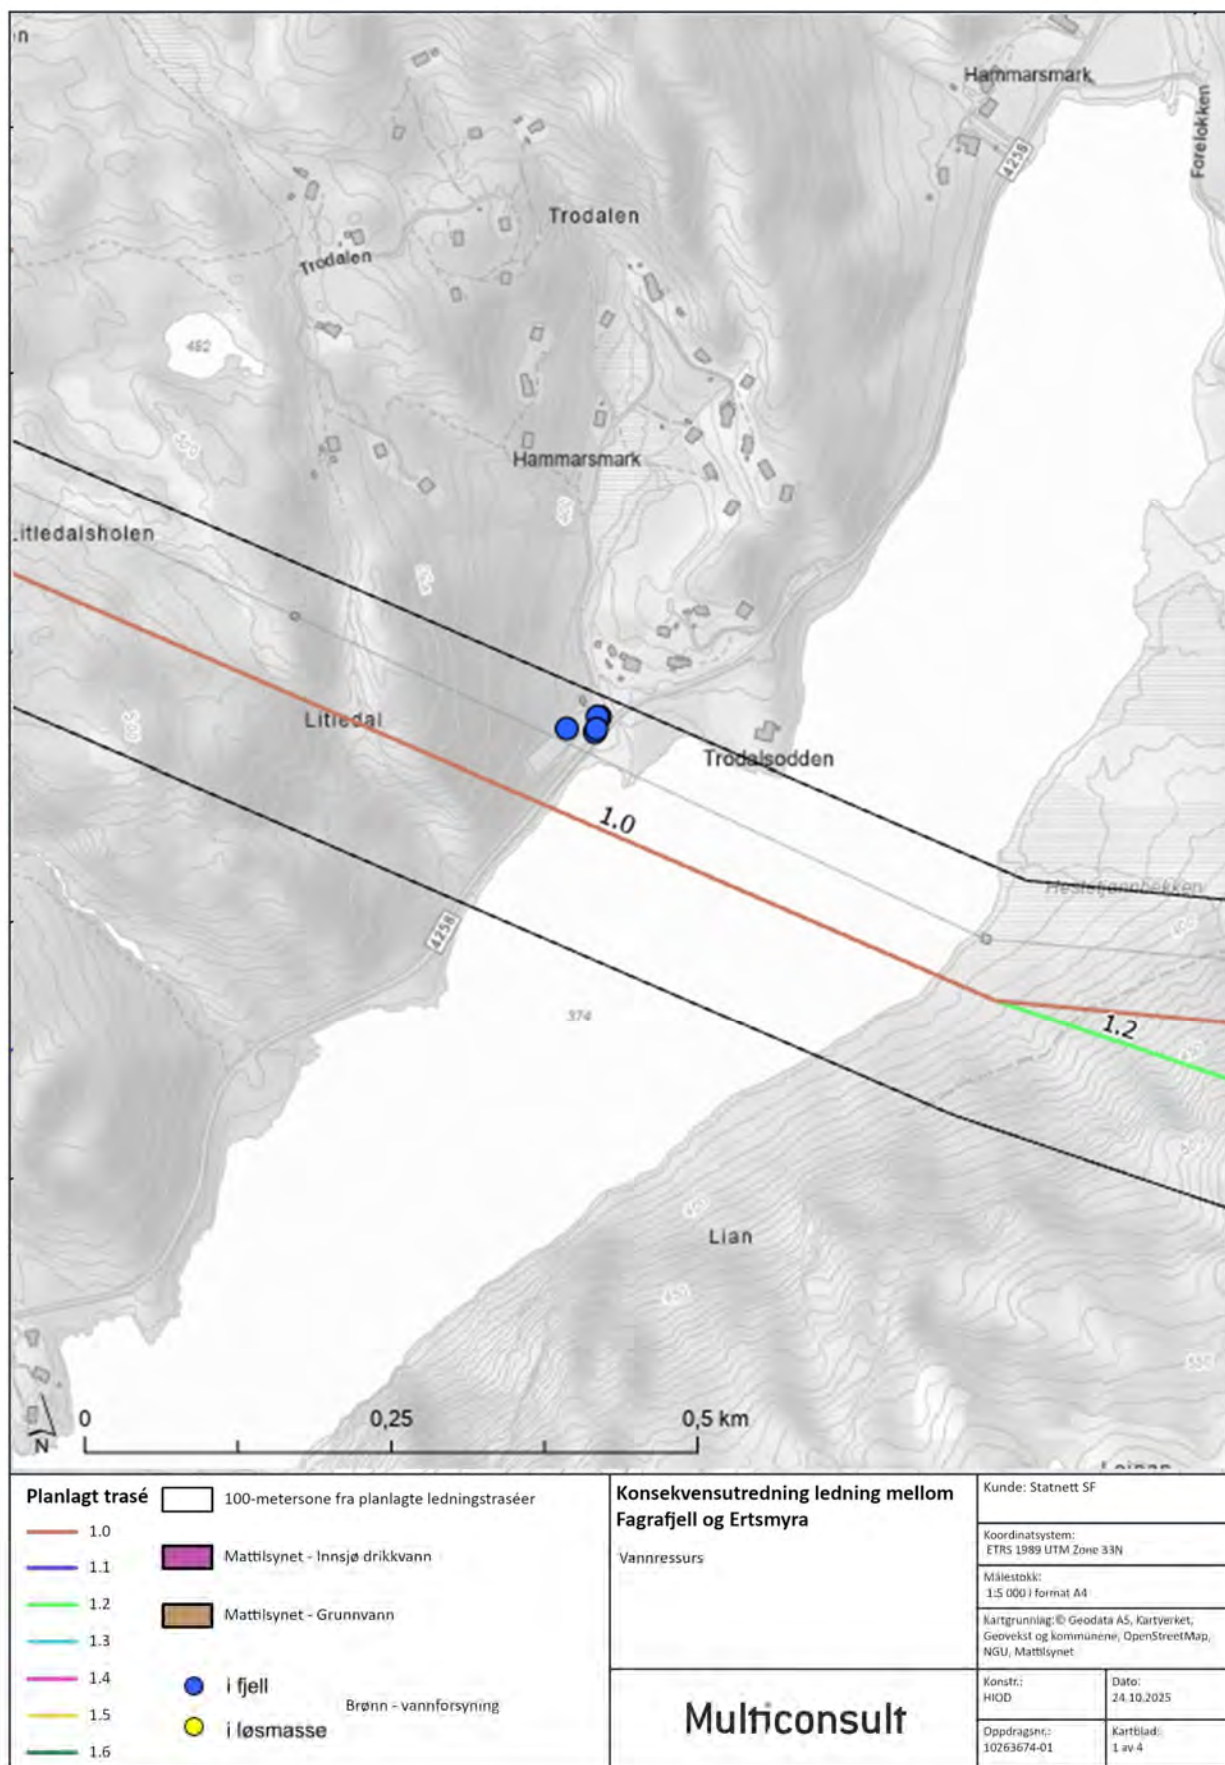 Hammarsmark
4258
Forelokken
Trodalen
Trodalen
482
500
Hammarsmark
Litledal
Trodalsodden
1.0
4258
374
1.2
400
Lian
550
0
0,25
0,5 km
N
Planlagt trasé
1.0
1.1
1.2
1.3
1.4
1.5
1.6
100-metersone fra planlagte ledningstraséer
Mattilsynet - Innsjø drikkvann
Mattilsynet - Grunnvann
i fjell
Brønn - vannforsyning
i løsmasse
Konsekvensutredning ledning mellom
Fagrafjell og Ertsmyra
Vannressurs
Multiconsult
Kunde: Statnett SF
Koordinatsystem:
ETRS 1989 UTM Zone 33N
Målestokk:
1:5 000 i format A4
Kartgrunnlag:© Geodata AS, Kartverket,
Geovekst og kommunene, OpenStreetMap,
NGU, Mattilsynet
Konstr.:
HIOD
Dato:
24.10.2025
Oppdragsnr.:
10263674-01
Kartblad:
1 av 4